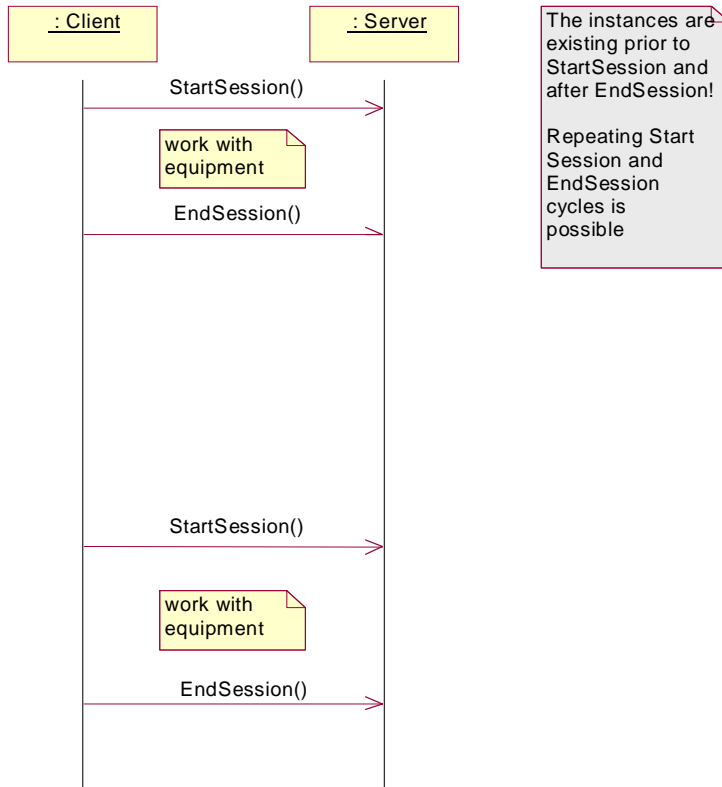 : Client
: Server
The instances are
existing prior to
StartSession and
after EndSession!
Repeating Start
Session and
EndSession
cycles is
possible
StartSession()
work with
equipment
EndSession()
StartSession()
work with
equipment
EndSession()